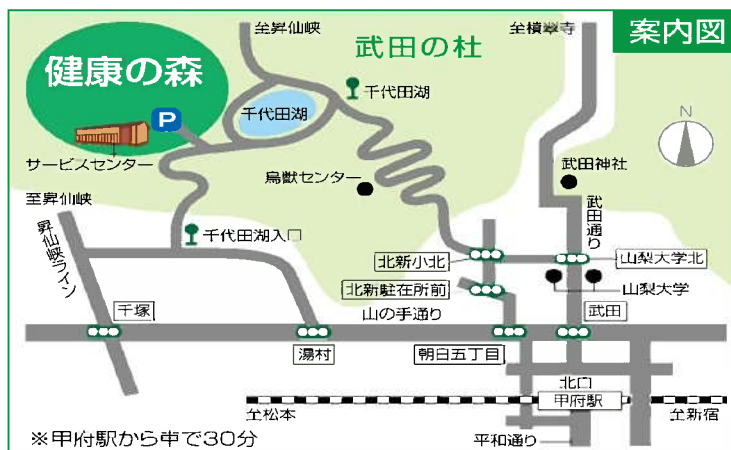 案内図
至昇仙峡
武田の杜
至積翠寺
健康の森
千代田湖
千代田湖
P
N
サービスセンター
鳥獣センター
武田神社
至昇仙峡
昇仙峡ライン
千代田湖入口
武田通り
北新小北
山梨大学北
北新駐在所前
山梨大学
山の手通り
武田
千塚
湯村
朝日五丁目
北口
甲府駅
至松本
至新宿
※甲府駅から車で30分
平和通り